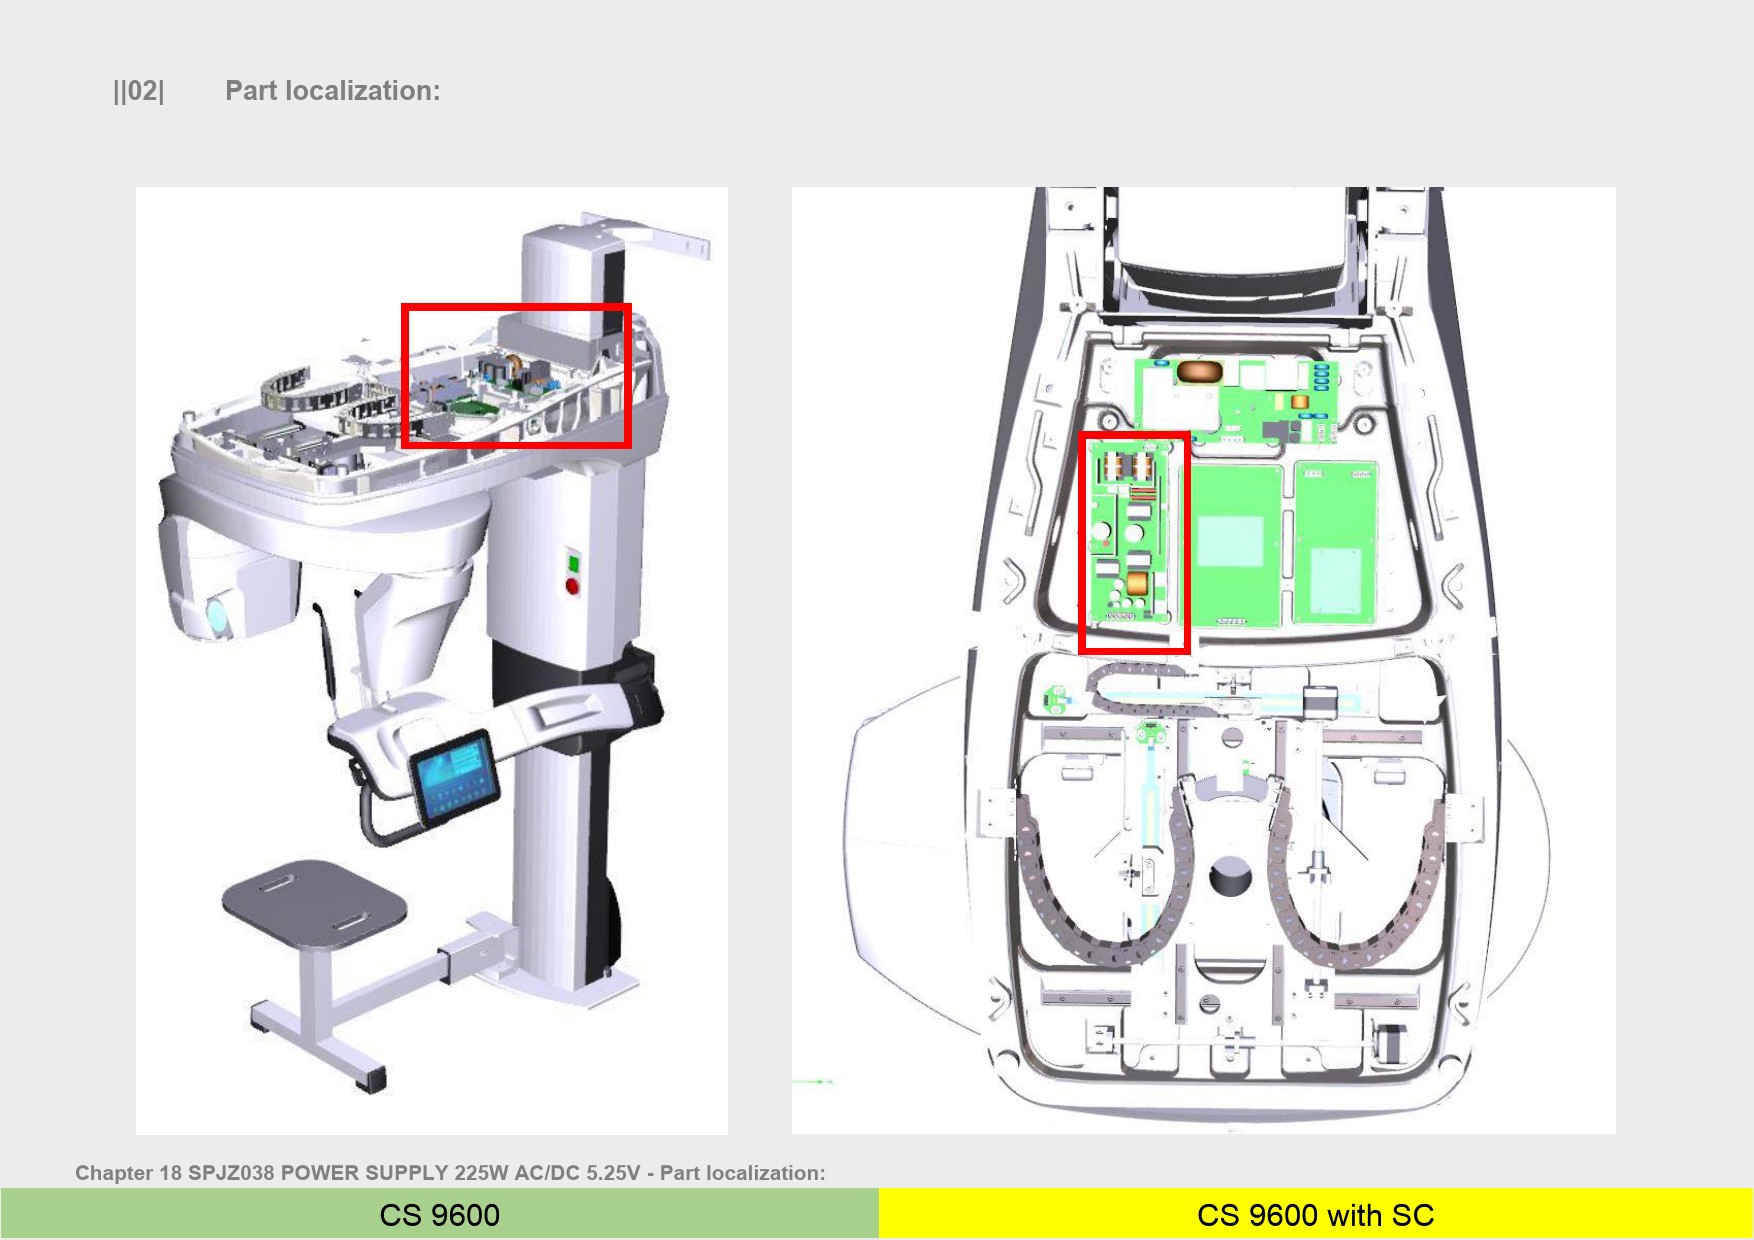 ||02| Part localization:
Chapter 18 SPJZ038 POWER SUPPLY 225W AC/DC 5.25V - Part localization:
CS 9600
CS 9600 with SC